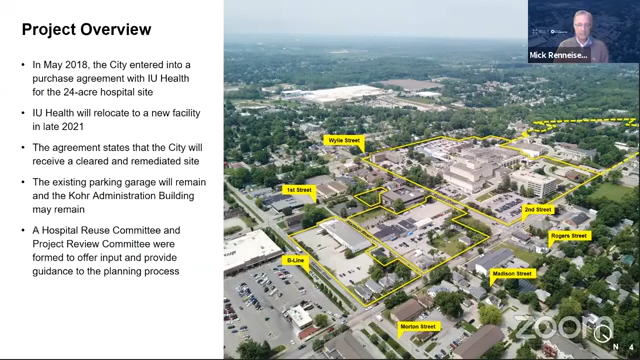 Project Overview
• In May 2018, the City entered into a
purchase agreement with IU Health
for the 24-acre hospital site
• IU Health will relocate to a new facility
in late 2021
• The agreement states that the City will
receive a cleared and remediated site
• The existing parking garage will remain
and the Kohr Administration Building
may remain
• A Hospital Reuse Committee and
Project Review Committee were
formed to offer input and provide
guidance to the planning process
Mick Renneise...
Wylie Street
1st Street
2nd Street
Rogers Street
B-Line
Madison Street
Morton Street
zoom
N 4